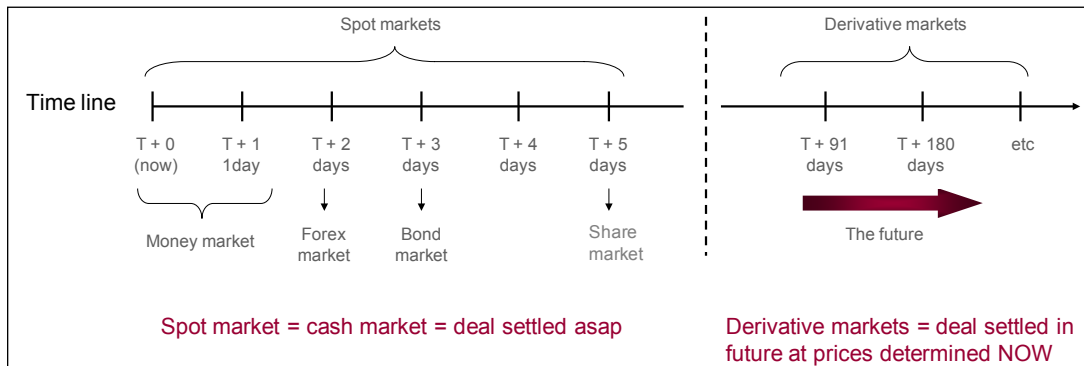 Spot markets
Derivative markets
Time line
T + 0
(now)
T + 1
1day
T + 2
days
T + 3
days
T + 4
days
T + 5
days
T + 91
days
T + 180
days
etc
Money market
Forex
market
Bond
market
Share
market
The future
Spot market = cash market = deal settled asap
Derivative markets = deal settled in
future at prices determined NOW